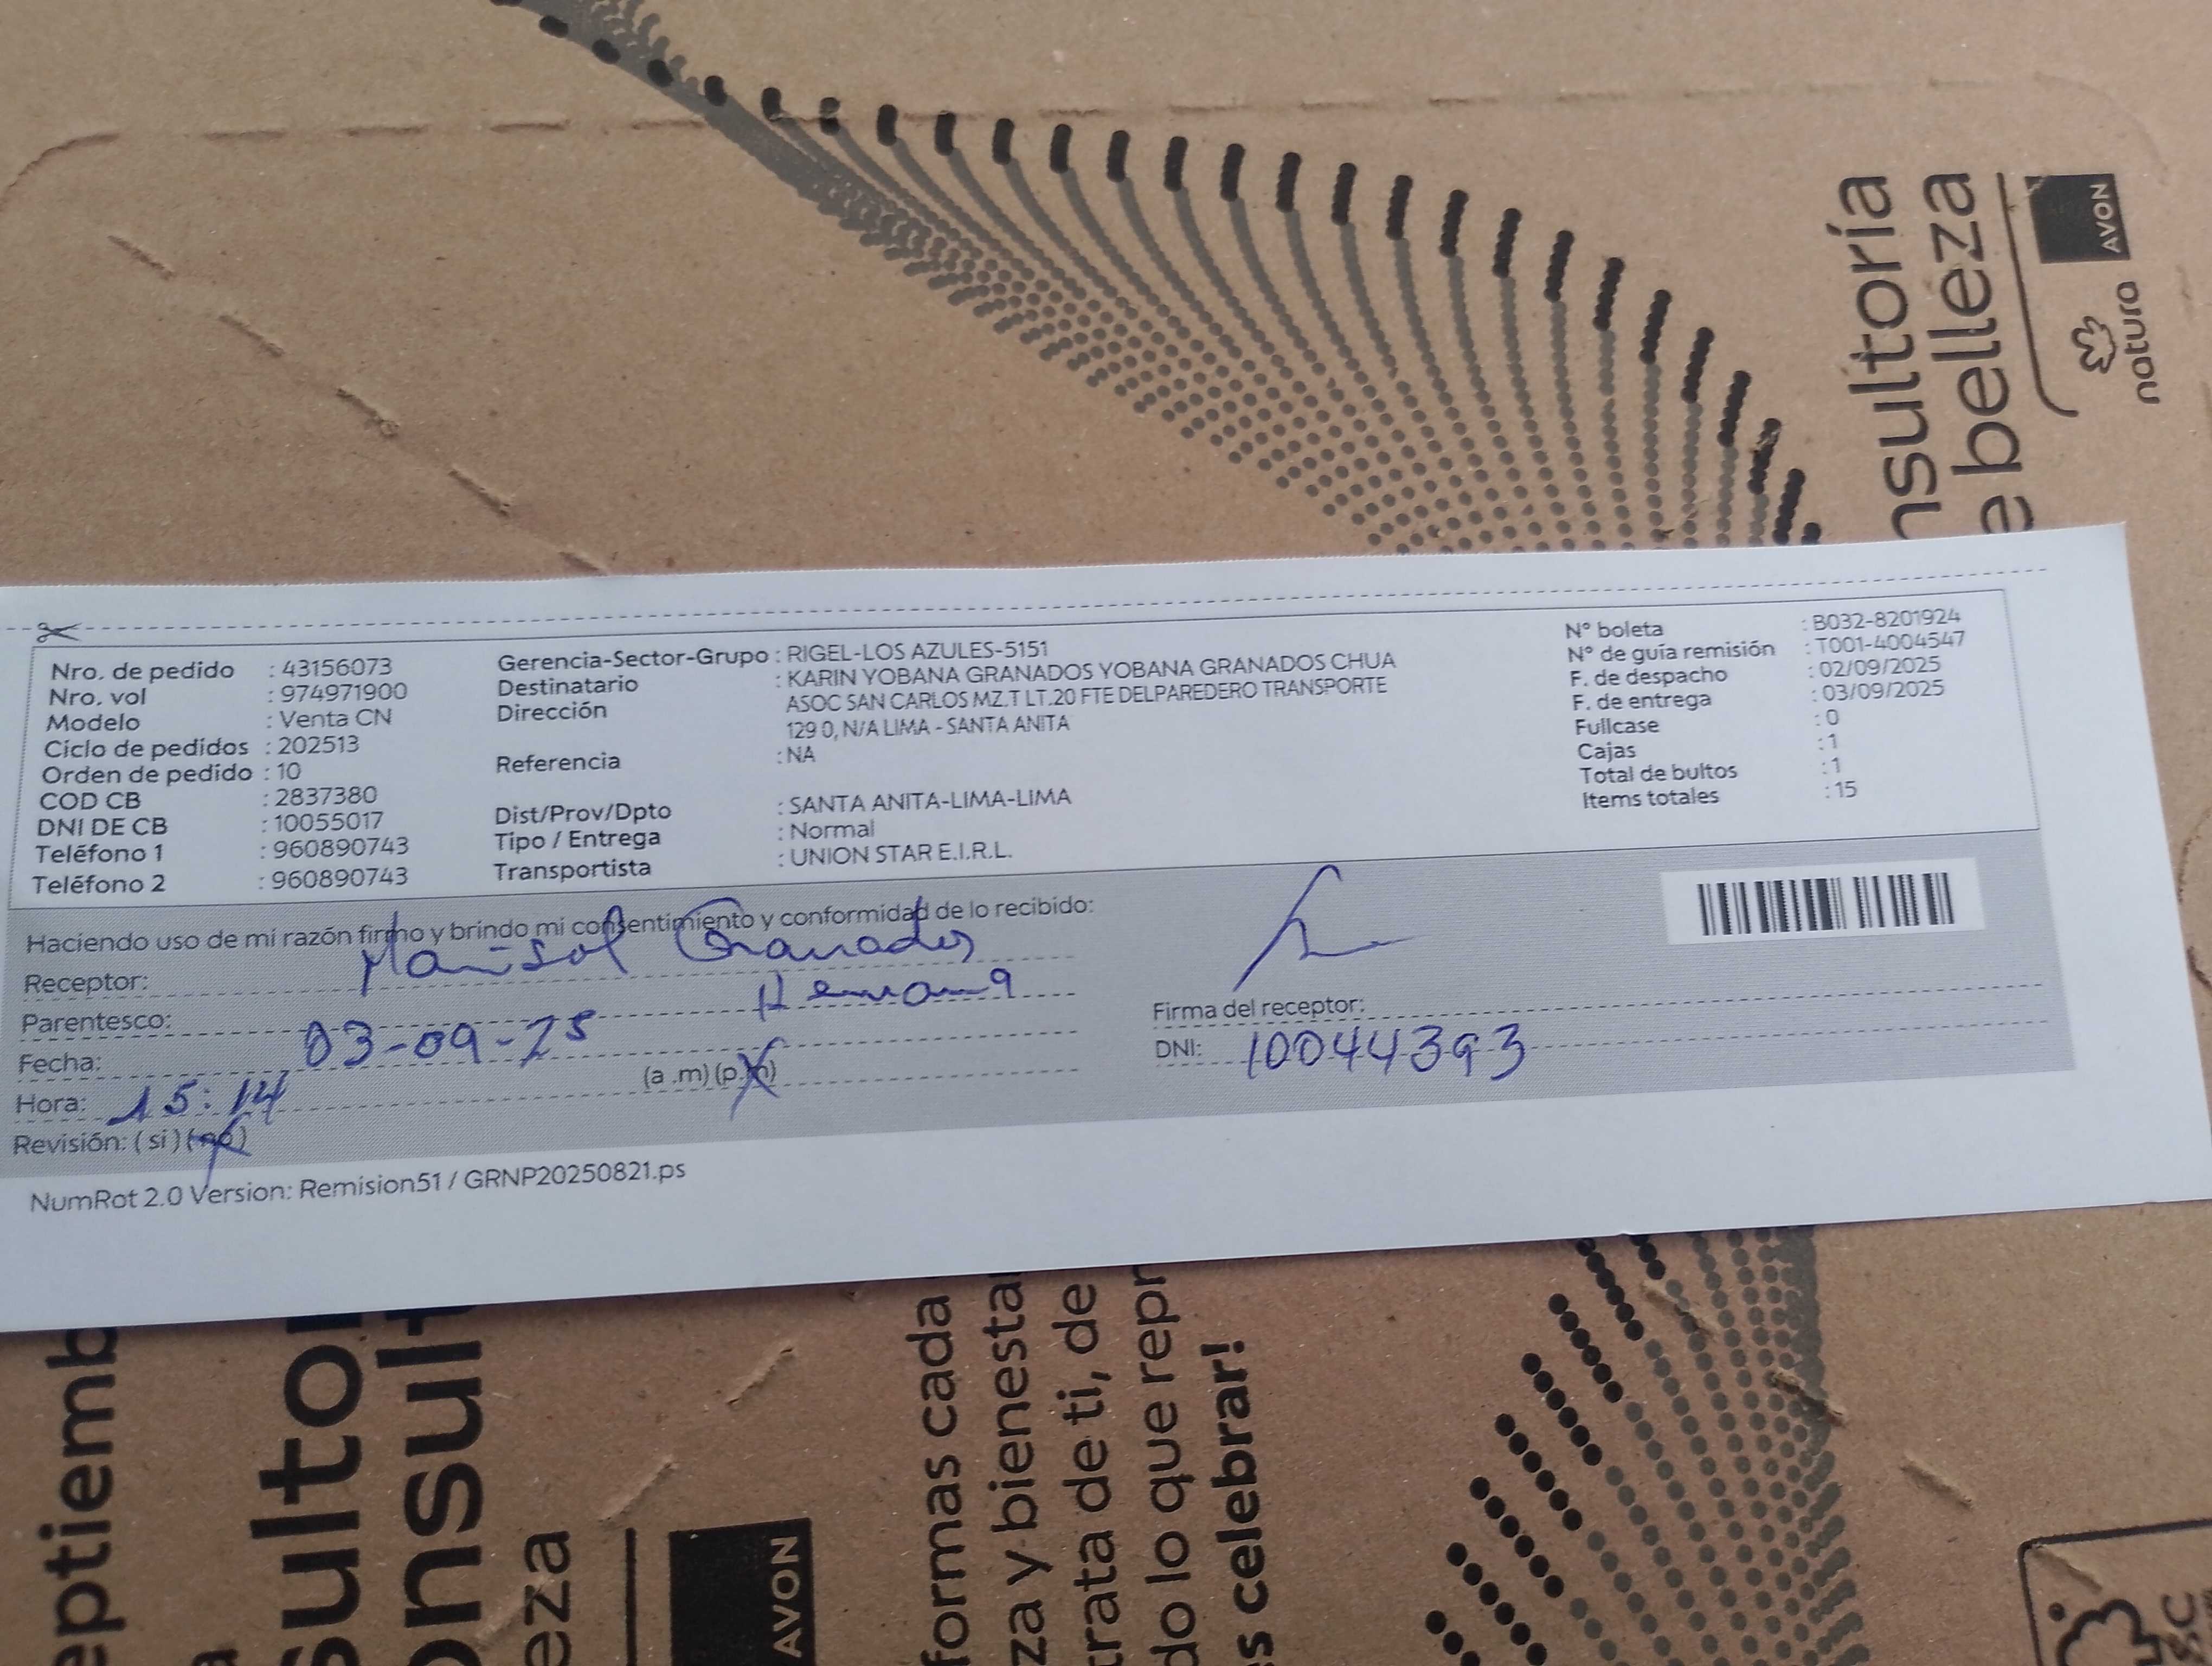 nsultoría
e belleza
AVON
natura
Nro. de pedido : 43156073
Nro. vol : 974971900
Modelo : Venta CN
Ciclo de pedidos : 202513
Orden de pedido : 10
COD CB : 2837380
DNI DE CB : 10055017
Teléfono 1 : 960890743
Teléfono 2 : 960890743
Gerencia-Sector-Grupo : RIGEL-LOS AZULES-5151
Destinatario : KARIN YOBANA GRANADOS YOBANA GRANADOS CHUA
Dirección ASOC SAN CARLOS MZ.T LT.20 FTE DELPAREDERO TRANSPORTE
129 0, N/A LIMA - SANTA ANITA
Referencia : NA
Dist/Prov/Dpto : SANTA ANITA-LIMA-LIMA
Tipo / Entrega : Normal
Transportista : UNION STAR E.I.R.L.
N° boleta : B032-8201924
N° de guía remisión : T001-4004547
F. de despacho : 02/09/2025
F. de entrega : 03/09/2025
Fullcase : 0
Cajas : 1
Total de bultos : 1
Items totales : 15
Haciendo uso de mi razón firmo y brindo mi consentimiento y conformidad de lo recibido:
Receptor: Marisol Granados
Parentesco: Hermana
Fecha: 03-09-25
Hora: 15:14 (a .m) (p.m)
Revisión: ( si ) ( no )
Firma del receptor:
DNI: 10044393
NumRot 2.0 Version: Remision51 / GRNP20250821.ps
eptiemb
sultor
onsult
eza
AVON
formas cada
za y bienesta
trata de ti, de
do lo que repr
s celebrar!